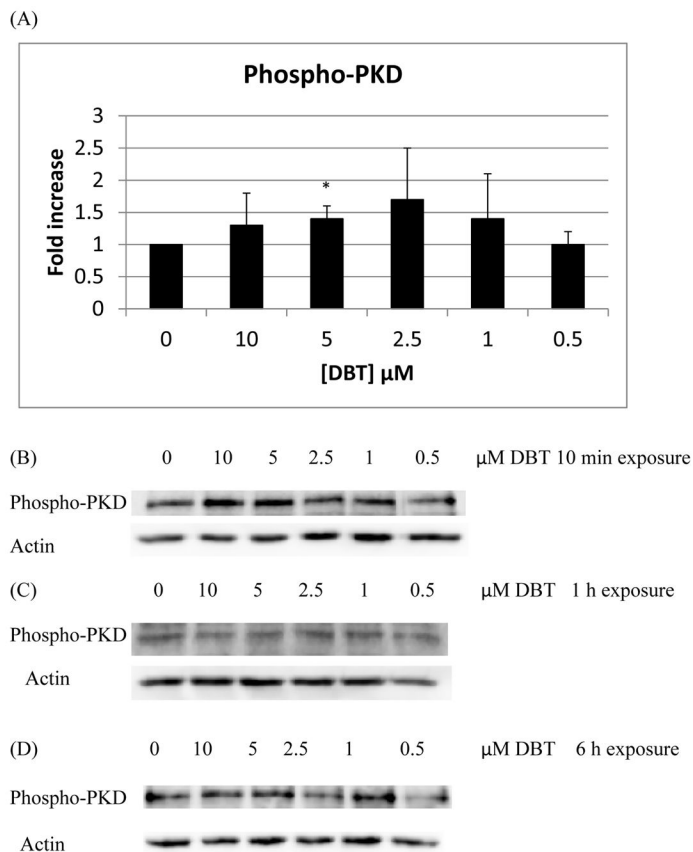 (A)
Phospho-PKD
Fold increase
3
2.5
2
1.5
1
0.5
0
*
0 10 5 2.5 1 0.5
[DBT] µM
(B) 0 10 5 2.5 1 0.5 µM DBT 10 min exposure
Phospho-PKD
Actin
(C) 0 10 5 2.5 1 0.5 µM DBT 1 h exposure
Phospho-PKD
Actin
(D) 0 10 5 2.5 1 0.5 µM DBT 6 h exposure
Phospho-PKD
Actin